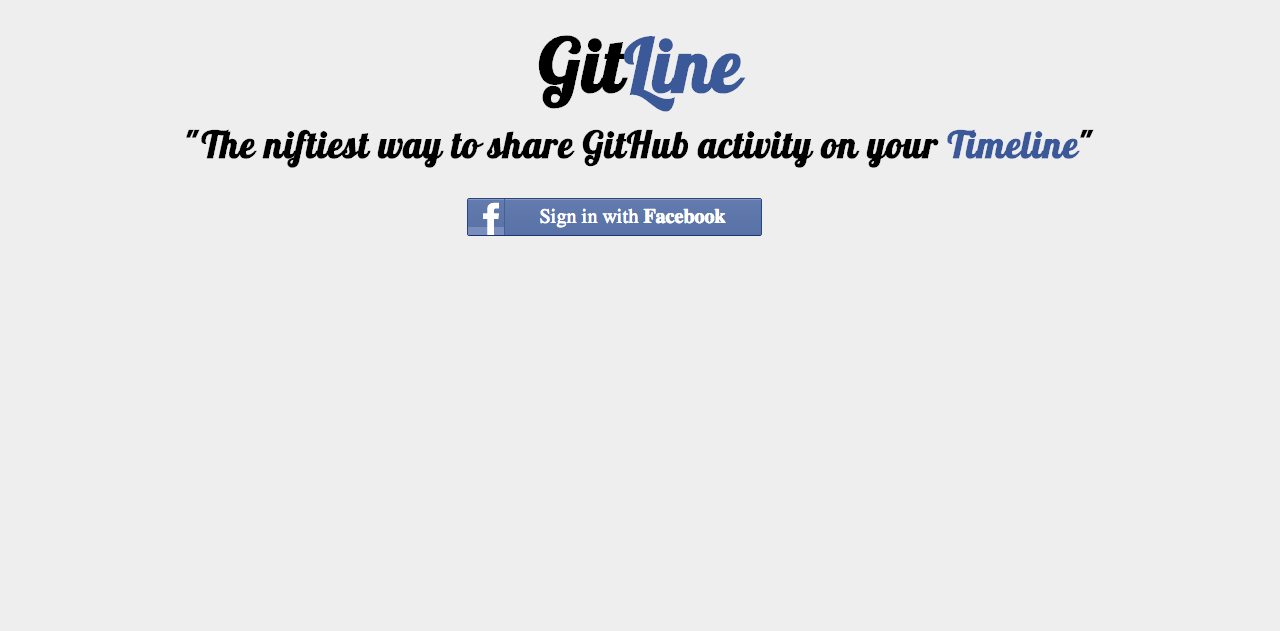 GitLine
"The niftiest way to share GitHub activity on your Timeline"
Sign in with Facebook